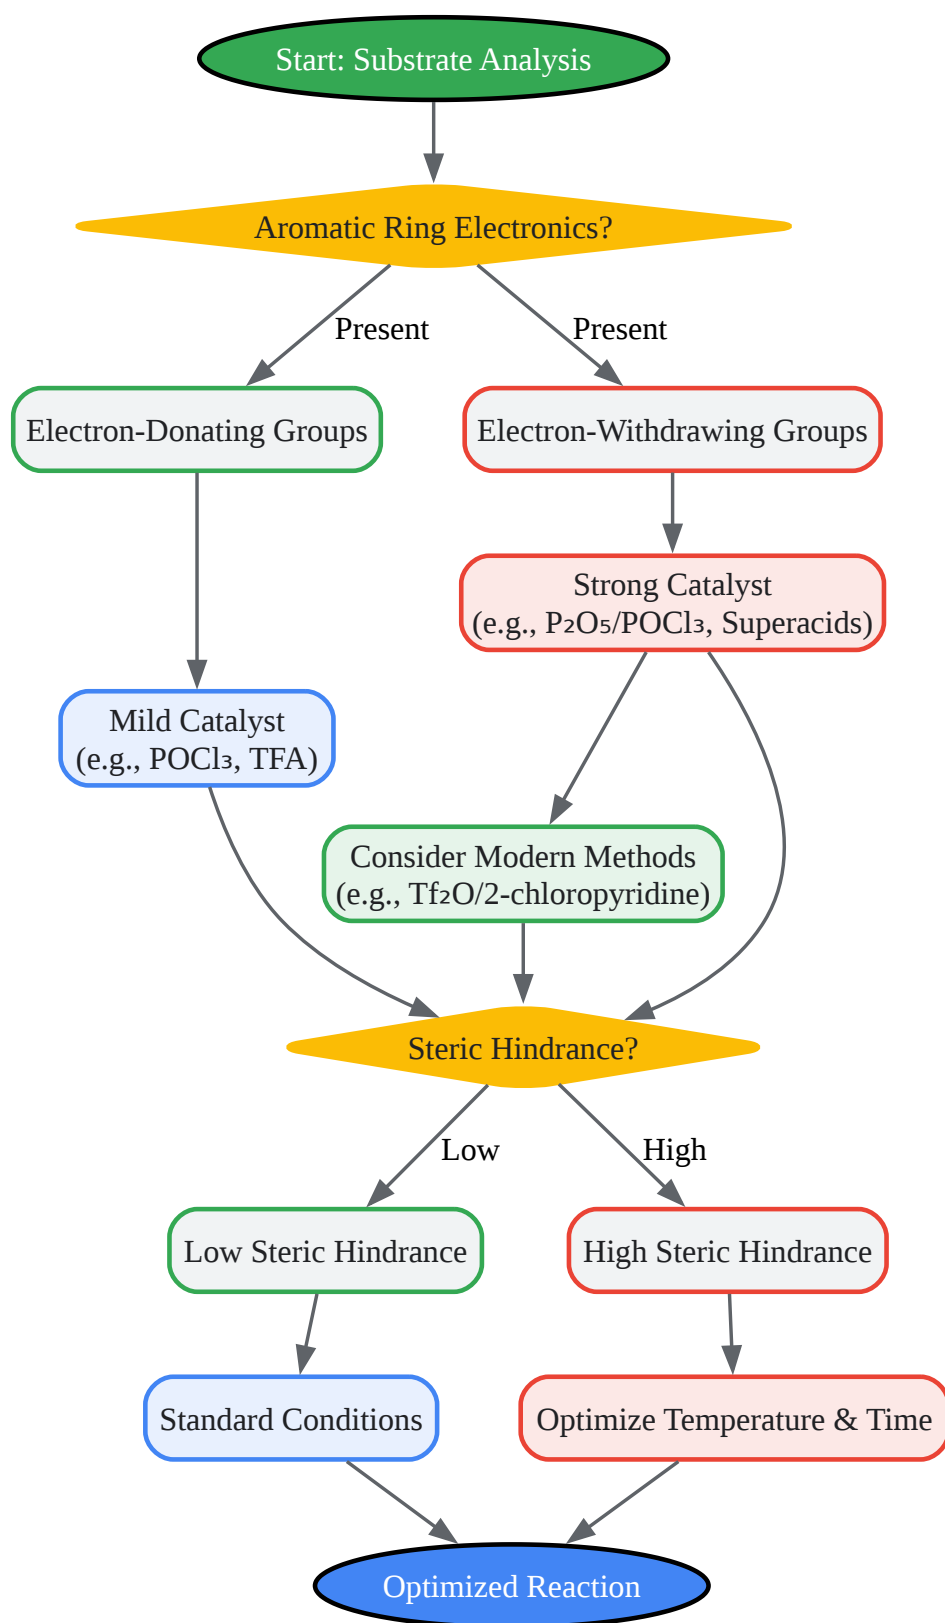 Start: Substrate Analysis
Aromatic Ring Electronics?
Present
Present
Electron-Donating Groups
Electron-Withdrawing Groups
Strong Catalyst
(e.g., P₂O₅/POCl₃, Superacids)
Mild Catalyst
(e.g., POCl₃, TFA)
Consider Modern Methods
(e.g., Tf₂O/2-chloropyridine)
Steric Hindrance?
Low
High
Low Steric Hindrance
High Steric Hindrance
Standard Conditions
Optimize Temperature & Time
Optimized Reaction